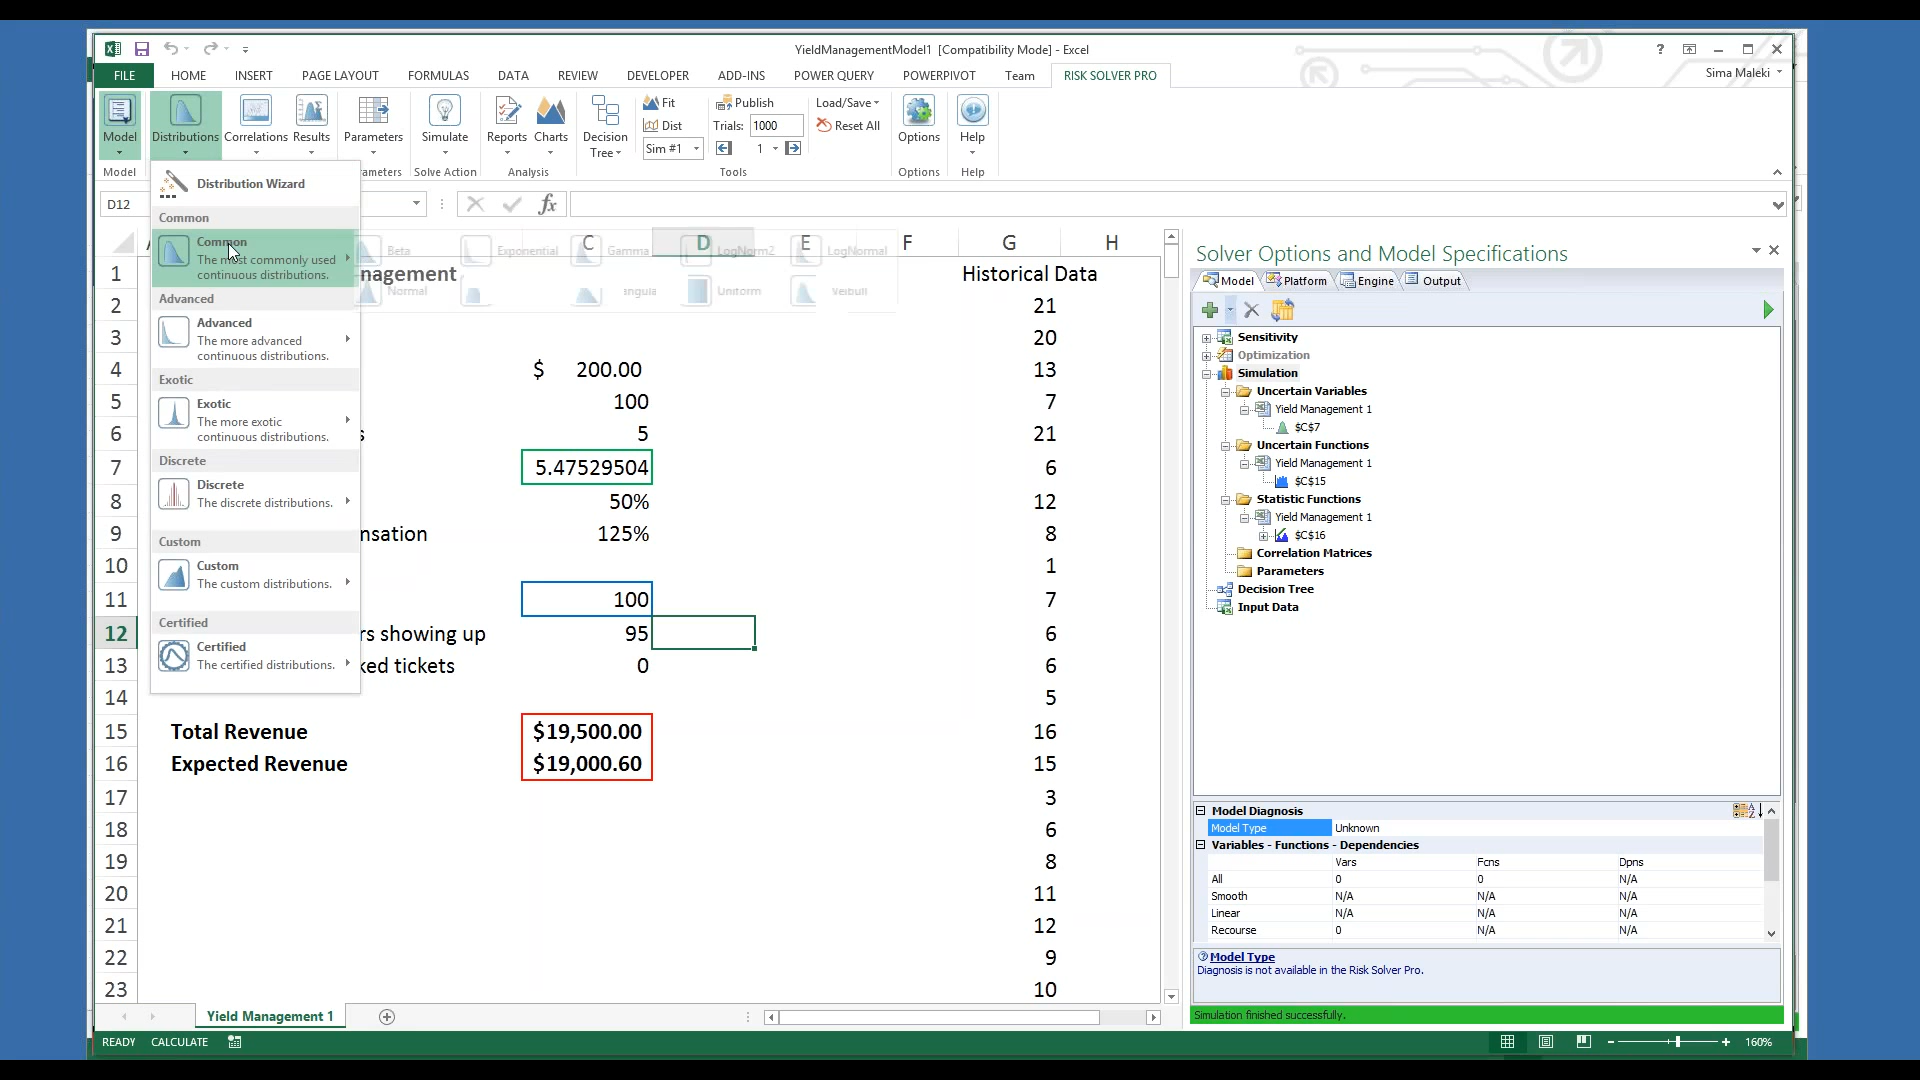 YieldManagementModel1 [Compatibility Mode] - Excel
FILE HOME INSERT PAGE LAYOUT FORMULAS DATA REVIEW DEVELOPER ADD-INS POWER QUERY POWERPIVOT Team RISK SOLVER PRO
Sima Maleki
Model Distributions Correlations Results Parameters Simulate Reports Charts Decision Tree
Fit
Dist
Sim #1
Publish
Trials: 1000
1
Load/Save
Reset All
Options Help
Model Solve Action Analysis Tools Options Help
D12
Distribution Wizard
Common
Common
The most commonly used
continuous distributions.
Advanced
Advanced
The more advanced
continuous distributions.
Exotic
Exotic
The more exotic
continuous distributions.
Discrete
Discrete
The discrete distributions.
Custom
Custom
The custom distributions.
Certified
Certified
The certified distributions.
Beta Exponential Gamma LogNorm2 LogNormal
Normal Uniform
C D E F G H
1 Historical Data
2 21
3 20
4 $ 200.00 13
5 100 7
6 5 21
7 5.47529504 6
8 50% 12
9 125% 8
10 1
11 100 7
12 showing up 95 6
13 tickets 0 6
14 5
15 Total Revenue $19,500.00 16
16 Expected Revenue $19,000.60 15
17 3
18 6
19 8
20 11
21 12
22 9
23 10
Yield Management 1
READY CALCULATE
160%
Solver Options and Model Specifications
Model Platform Engine Output
Sensitivity
Optimization
Simulation
Uncertain Variables
Yield Management 1
$C$7
Uncertain Functions
Yield Management 1
$C$15
Statistic Functions
Yield Management 1
$C$16
Correlation Matrices
Parameters
Decision Tree
Input Data
Model Diagnosis
Model Type Unknown
Variables - Functions - Dependencies
Vars Fcns Dpns
All 0 0 N/A
Smooth N/A N/A N/A
Linear N/A N/A N/A
Recourse 0 N/A N/A
Model Type
Diagnosis is not available in the Risk Solver Pro.
Simulation finished successfully.